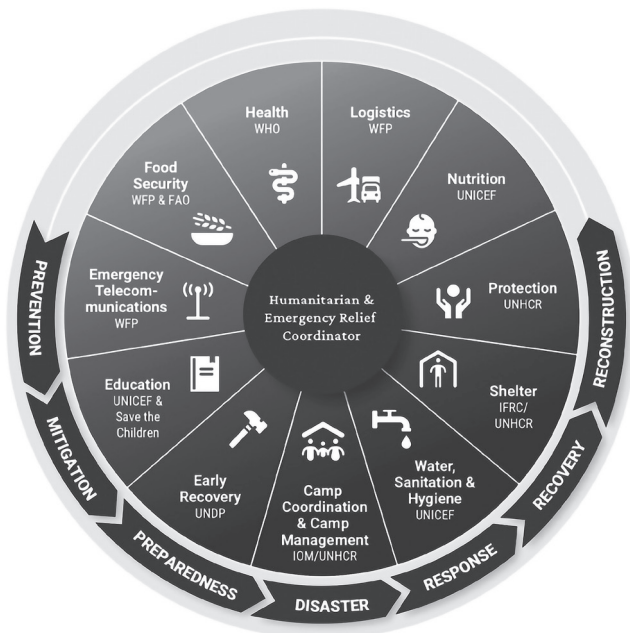 Health
WHO
Logistics
WFP
Nutrition
UNICEF
Protection
UNHCR
Shelter
IFRC/
UNHCR
Water,
Sanitation &
Hygiene
UNICEF
Camp
Coordination
& Camp
Management
IOM/UNHCR
Early
Recovery
UNDP
Education
UNICEF &
Save the
Children
Emergency
Telecom-
munications
WFP
Food
Security
WFP & FAO
Humanitarian &
Emergency Relief
Coordinator
PREVENTION
MITIGATION
PREPAREDNESS
DISASTER
RESPONSE
RECOVERY
RECONSTRUCTION